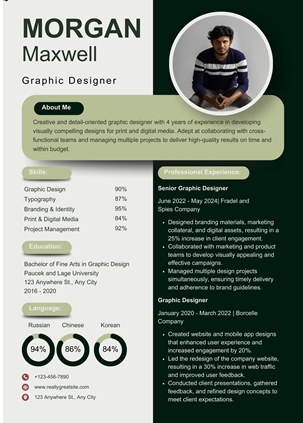 MORGAN
Maxwell
Graphic Designer
About Me
Creative and detail-oriented graphic designer with 4 years of experience in developing
visually compelling designs for print and digital media. Adept at collaborating with cross-
functional teams and managing multiple projects to deliver high-quality results on time and
within budget.
Skills:
Graphic Design 90%
Typography 87%
Branding & Identity 95%
Print & Digital Media 84%
Project Management 92%
Education:
Bachelor of Fine Arts in Graphic Design
Paucek and Lage University
123 Anywhere St., Any City
2016 - 2020
Language:
Russian Chinese Korean
94% 86% 84%
+123-456-7890
www.reallygreatsite.com
123 Anywhere St., Any City
Professional Experience:
Senior Graphic Designer
June 2022 - May 2024| Fradel and
Spies Company
• Designed branding materials, marketing
collateral, and digital assets, resulting in a
25% increase in client engagement.
• Collaborated with marketing and product
teams to develop visually appealing and
effective campaigns.
• Managed multiple design projects
simultaneously, ensuring timely delivery
and adherence to brand guidelines.
Graphic Designer
January 2020 - March 2022 | Borcelle
Company
• Created website and mobile app designs
that enhanced user experience and
increased engagement by 20%.
• Led the redesign of the company website,
resulting in a 30% increase in web traffic
and improved user feedback.
• Conducted client presentations, gathered
feedback, and refined design concepts to
meet client expectations.